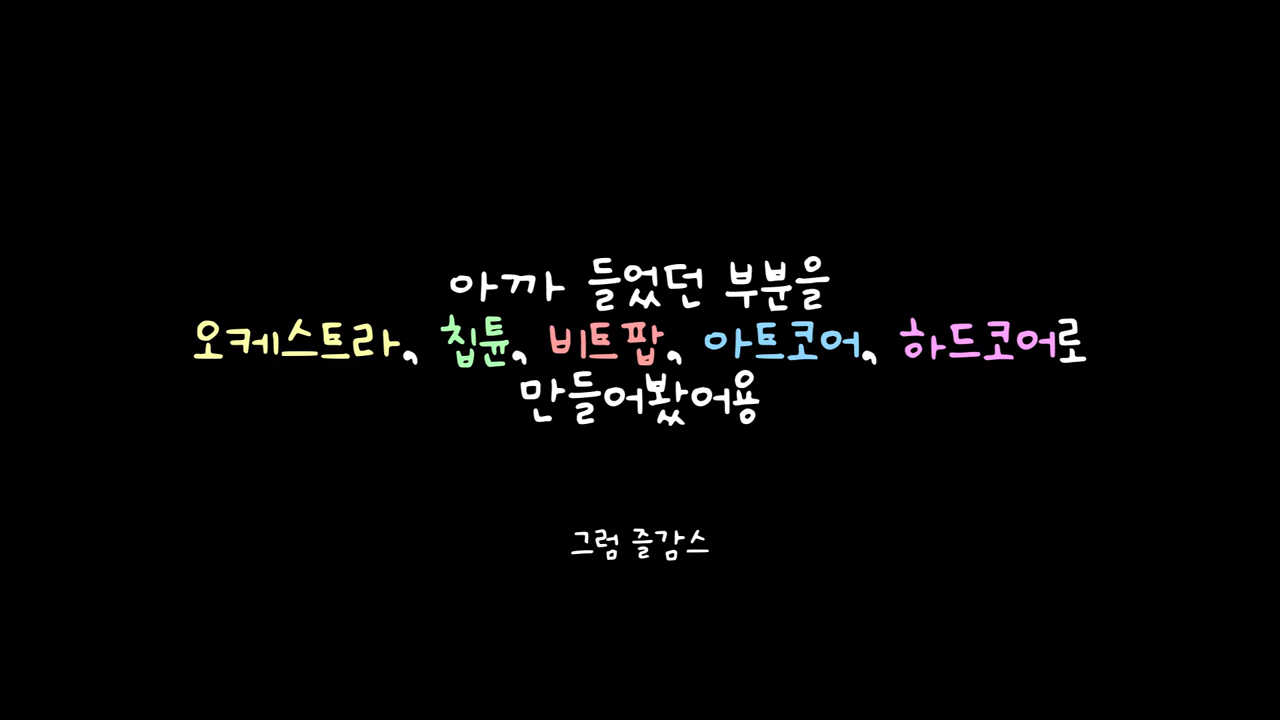 아까 들었던 부분을
오케스트라, 칩튠, 비트팝, 아트코어, 하드코어로
만들어봤어용
그럼 즐감스